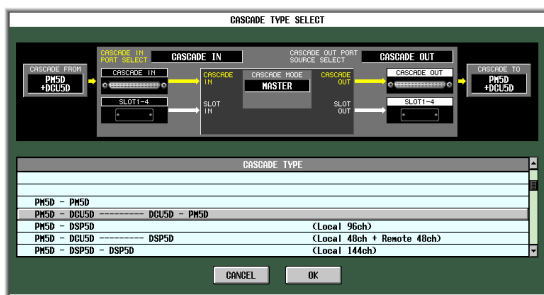 CASCADE TYPE SELECT
CASCADE IN PORT SELECT
CASCADE IN
CASCADE OUT PORT SOURCE SELECT
CASCADE OUT
CASCADE FROM
PM5D +DCU5D
CASCADE IN
CASCADE IN
CASCADE MODE
MASTER
CASCADE OUT
CASCADE OUT
CASCADE TO
PM5D +DCU5D
SLOT1-4
SLOT IN
SLOT OUT
SLOT1-4
CASCADE TYPE
PM5D - PM5D
PM5D - DCU5D --------- DCU5D - PM5D
PM5D - DSP5D (Local 96ch)
PM5D - DCU5D --------- DSP5D (Local 48ch + Remote 48ch)
PM5D - DSP5D - DSP5D (Local 144ch)
CANCEL OK